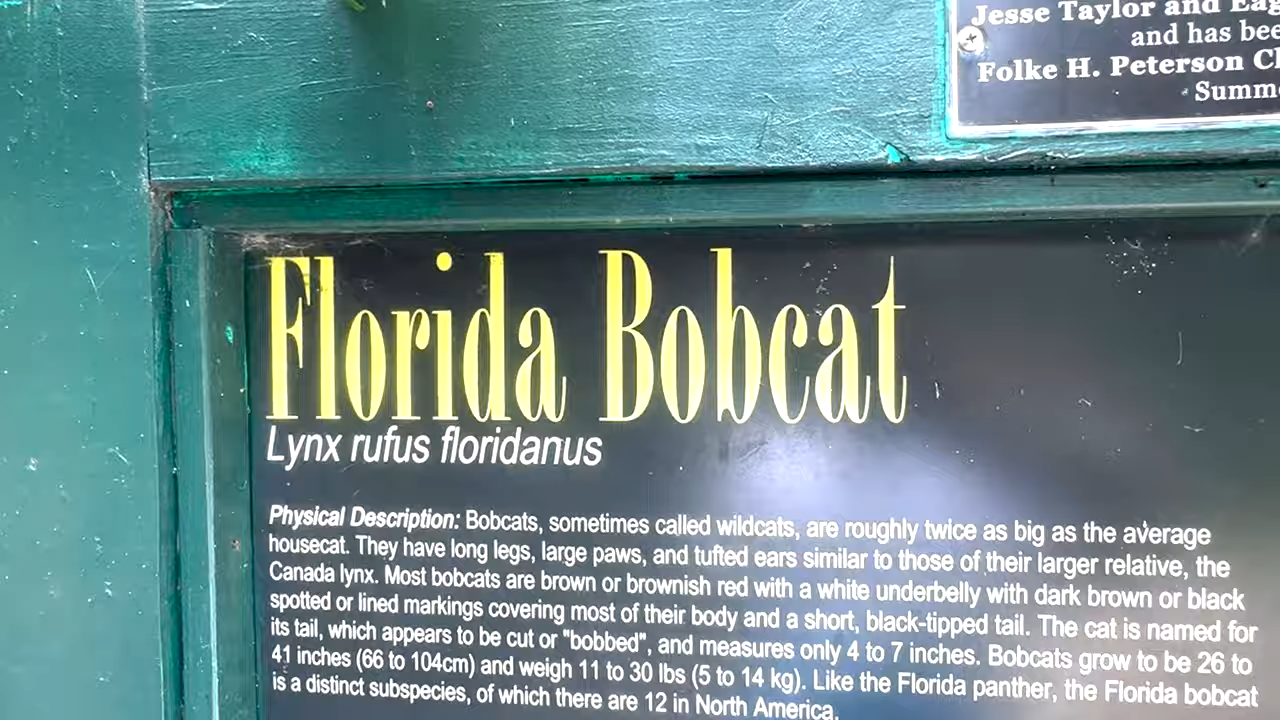 Jesse Taylor and
and has
Folke H. Peterson
Florida Bobcat
Lynx rufus floridanus
Physical Description: Bobcats, sometimes called wildcats, are roughly twice as big as the average
housecat. They have long legs, large paws, and tufted ears similar to those of their larger relative, the
Canada lynx. Most bobcats are brown or brownish red with a white underbelly with dark brown or black
spotted or lined markings covering most of their body and a short, black-tipped tail. The cat is named for
its tail, which appears to be cut or "bobbed", and measures only 4 to 7 inches. Bobcats grow to be 26 to
41 inches (66 to 104cm) and weigh 11 to 30 lbs (5 to 14 kg). Like the Florida panther, the Florida bobcat
is a distinct subspecies, of which there are 12 in North America.